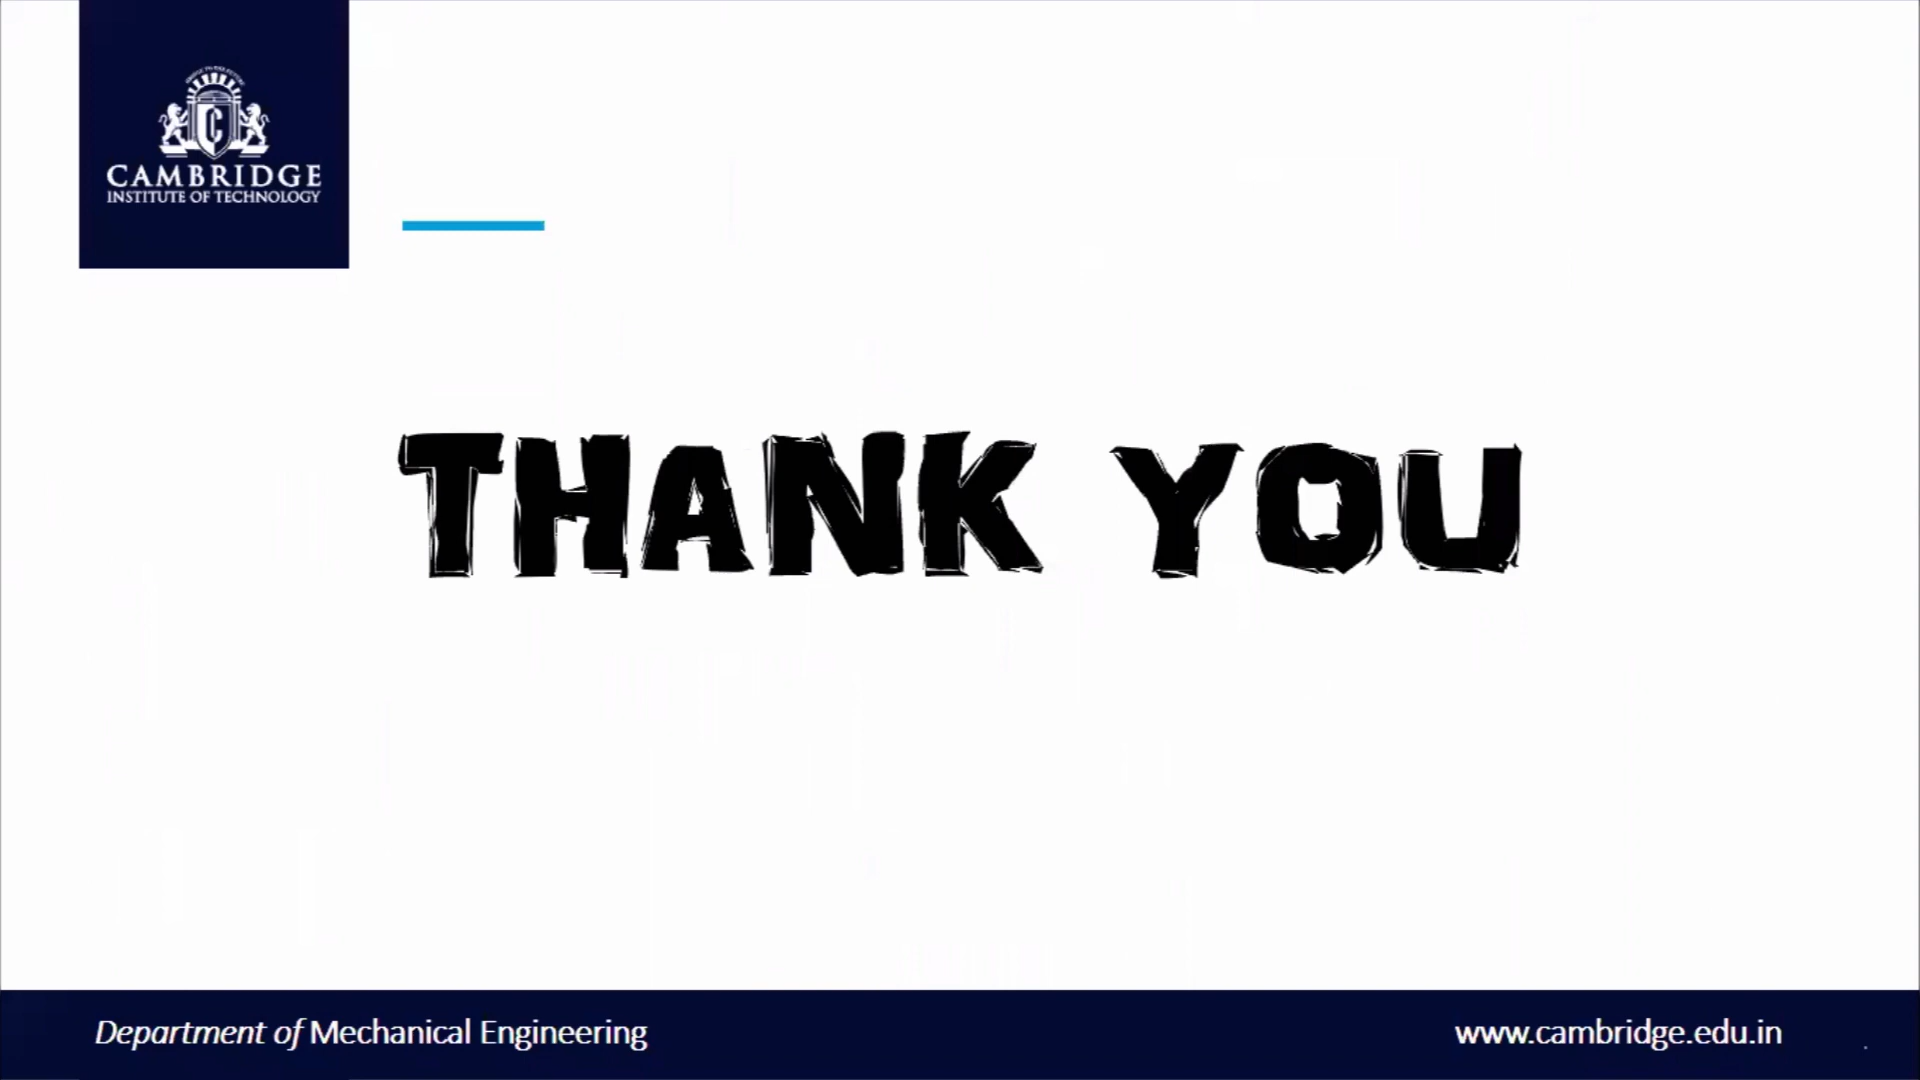 CAMBRIDGE
INSTITUTE OF TECHNOLOGY
THANK YOU
Department of Mechanical Engineering
www.cambridge.edu.in